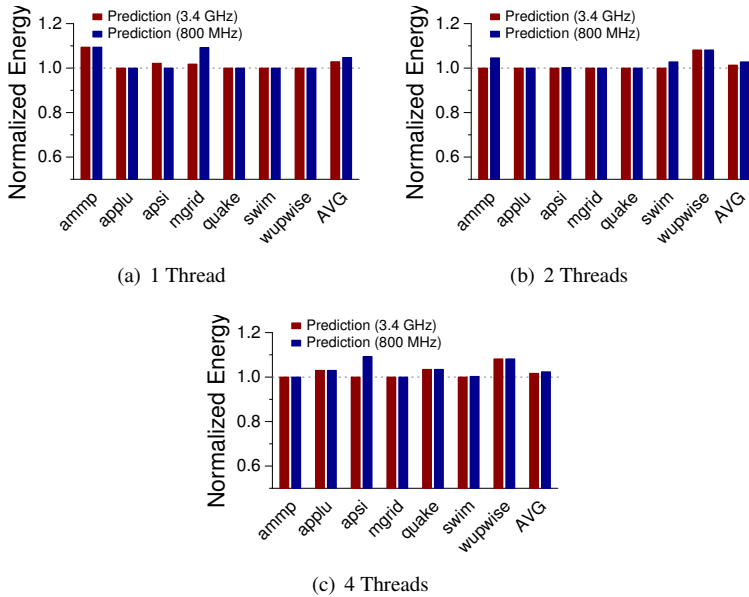 Prediction (3.4 GHz)
Prediction (800 MHz)
Normalized Energy
1.2
1.0
0.8
0.6
ammp
applu
apsi
mgrid
quake
swim
wupwise
AVG
(a) 1 Thread
Prediction (3.4 GHz)
Prediction (800 MHz)
Normalized Energy
1.2
1.0
0.8
0.6
ammp
applu
apsi
mgrid
quake
swim
wupwise
AVG
(b) 2 Threads
Prediction (3.4 GHz)
Prediction (800 MHz)
Normalized Energy
1.2
1.0
0.8
0.6
ammp
applu
apsi
mgrid
quake
swim
wupwise
AVG
(c) 4 Threads